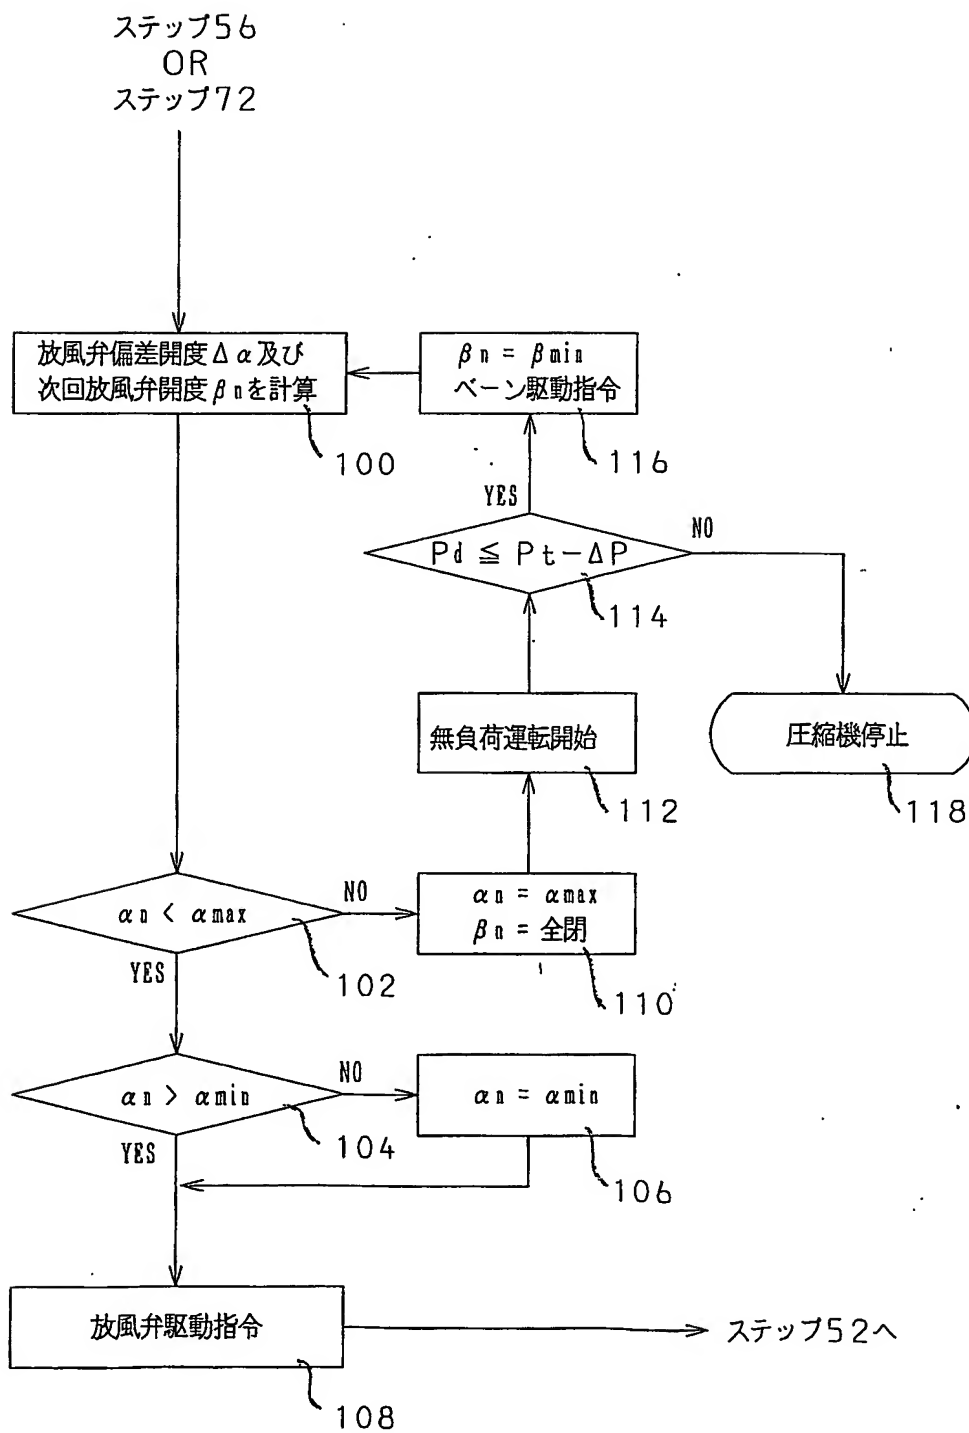 ステップ56
OR
ステップ72
放風弁偏差開度Δα及び
次回放風弁開度βnを計算
100
βn = βmin
ベーン駆動指令
116
YES
Pd ≦ Pt-ΔP
NO
114
無負荷運転開始
112
圧縮機停止
118
αn < αmax
NO
YES
102
αn = αmax
βn = 全閉
110
αn > αmin
NO
YES
104
αn = αmin
106
放風弁駆動指令
108
ステップ52へ